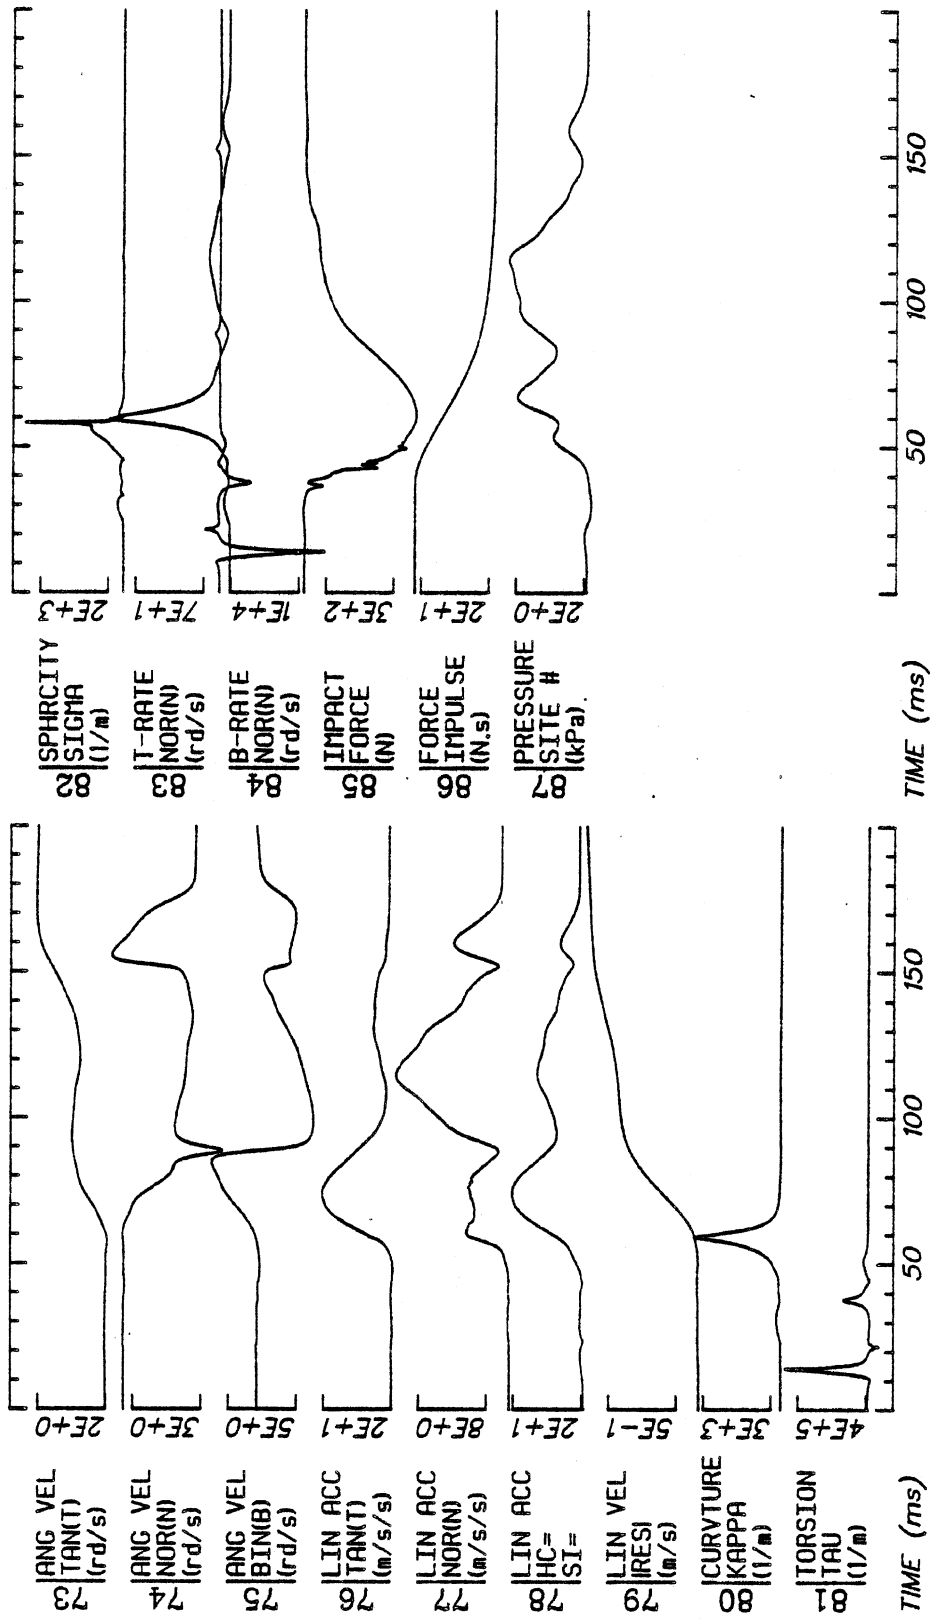 73
ANG VEL
TAN(T)
(rd/s)
2E+0
74
ANG VEL
NOR(N)
(rd/s)
3E+0
75
ANG VEL
BIN(B)
(rd/s)
5E+0
76
LIN ACC
TAN(T)
(m/s/s)
2E+1
77
LIN ACC
NOR(N)
(m/s/s)
8E+0
78
LIN ACC
HC=
SI=
2E+1
79
LIN VEL
|RES|
(m/s)
5E-1
80
CURVTURE
KAPPA
(1/m)
3E+3
81
TORSION
TAU
(1/m)
4E+5
TIME (ms)
50
100
150
82
SPARCITY
SIGMA
(1/m)
2E+3
83
T-RATE
NOR(N)
(rd/s)
7E+1
84
B-RATE
NOR(N)
(rd/s)
1E+4
85
IMPACT
FORCE
(N)
3E+2
86
FORCE
IMPULSE
(N.s)
2E+1
87
PRESSURE
SITE #
(kPa)
2E+0
TIME (ms)
50
100
150